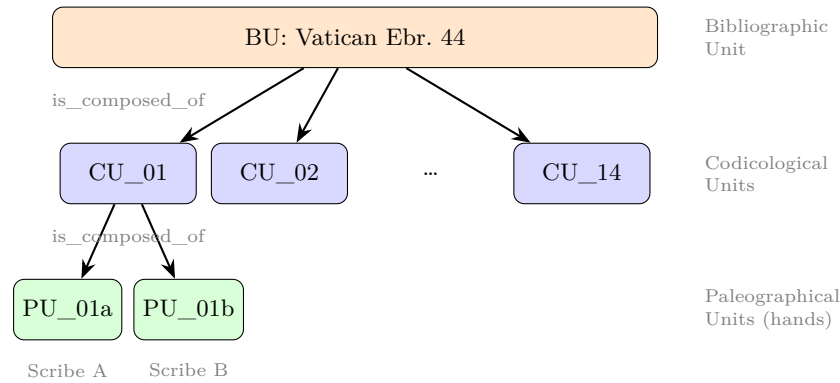 BU: Vatican Ebr. 44
Bibliographic
Unit
is_composed_of
CU_01
CU_02
...
CU_14
Codicological
Units
is_composed_of
PU_01a
PU_01b
Paleographical
Units (hands)
Scribe A
Scribe B